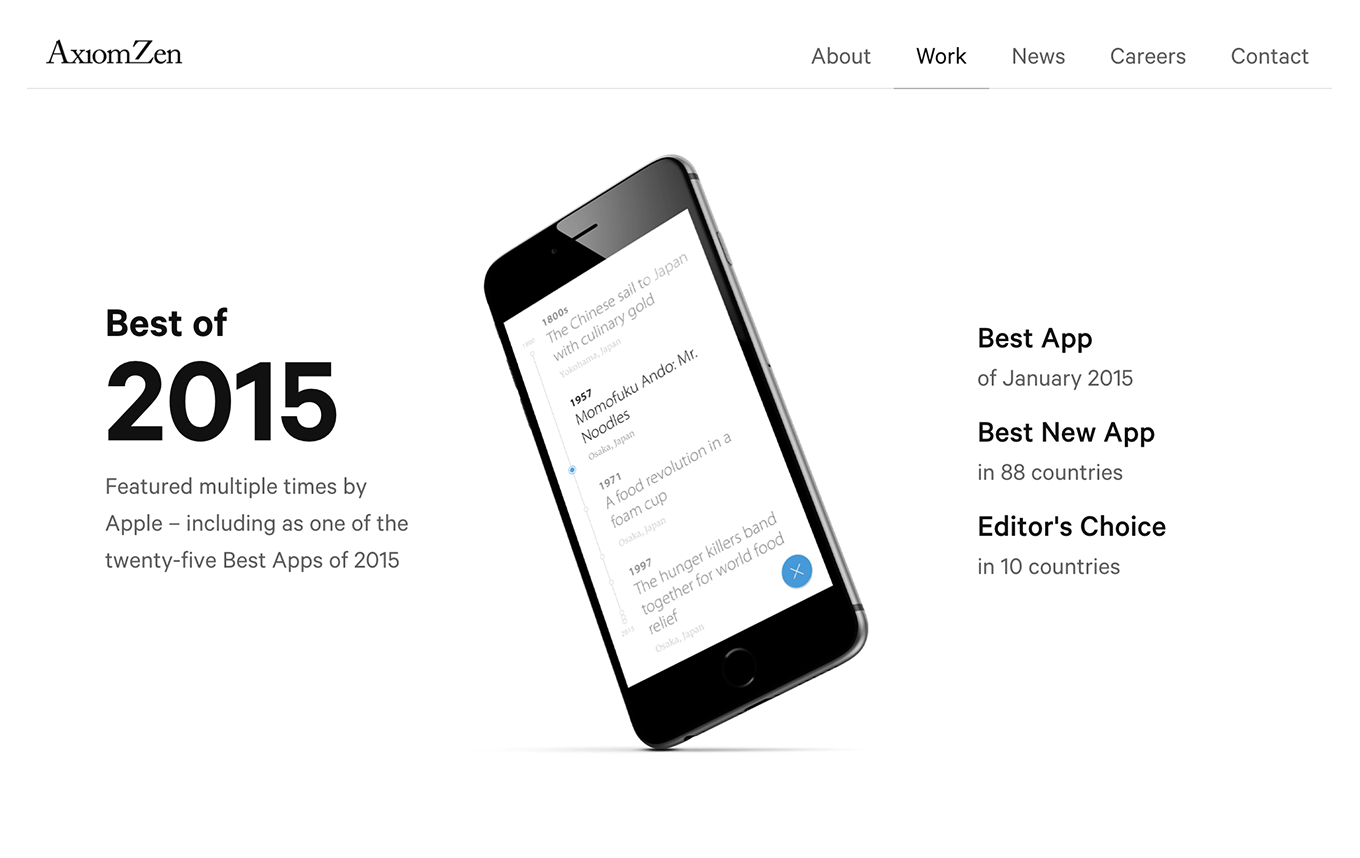 AxiomZen
About
Work
News
Careers
Contact
Best of
2015
Featured multiple times by
Apple – including as one of the
twenty-five Best Apps of 2015
1800s
The Chinese sail to Japan
with culinary gold
Yokohama, Japan
1957
Momofuku Ando: Mr.
Noodles
Osaka, Japan
1971
A food revolution in a
foam cup
Osaka, Japan
1997
The hunger killers band
together for world food
relief
Osaka, Japan
Best App
of January 2015
Best New App
in 88 countries
Editor's Choice
in 10 countries